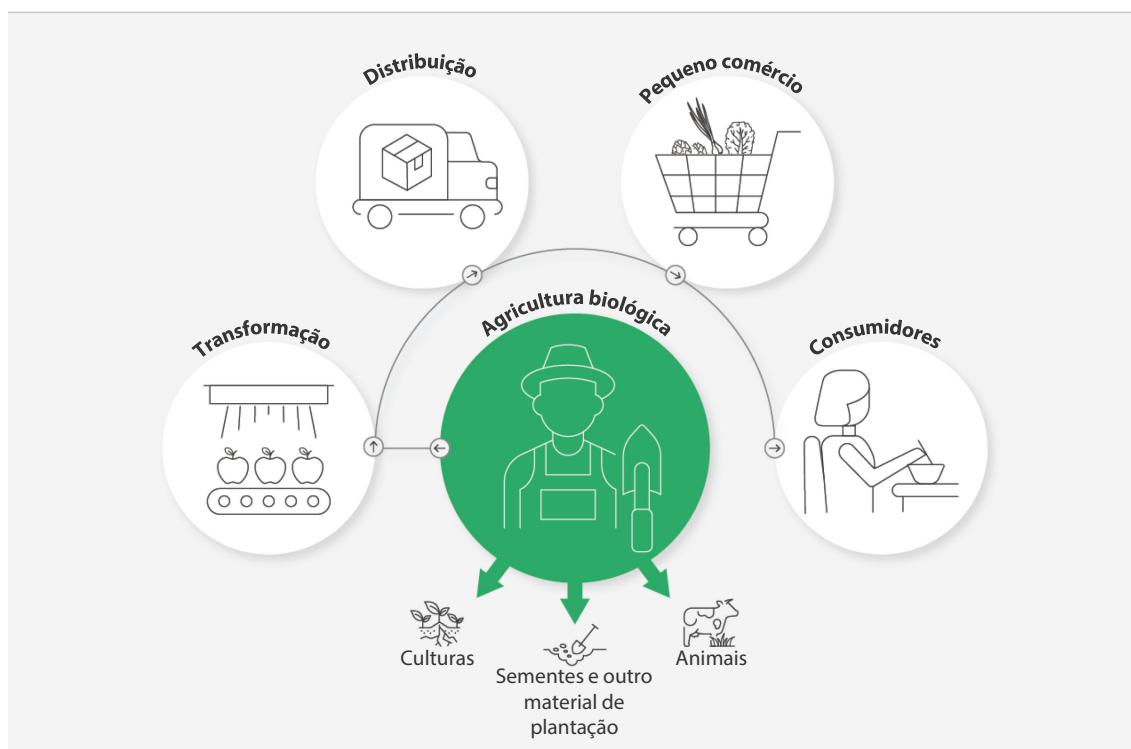 Distribuição
Pequeno comércio
Transformação
Agricultura biológica
Consumidores
Culturas
Sementes e outro
material de
plantação
Animais